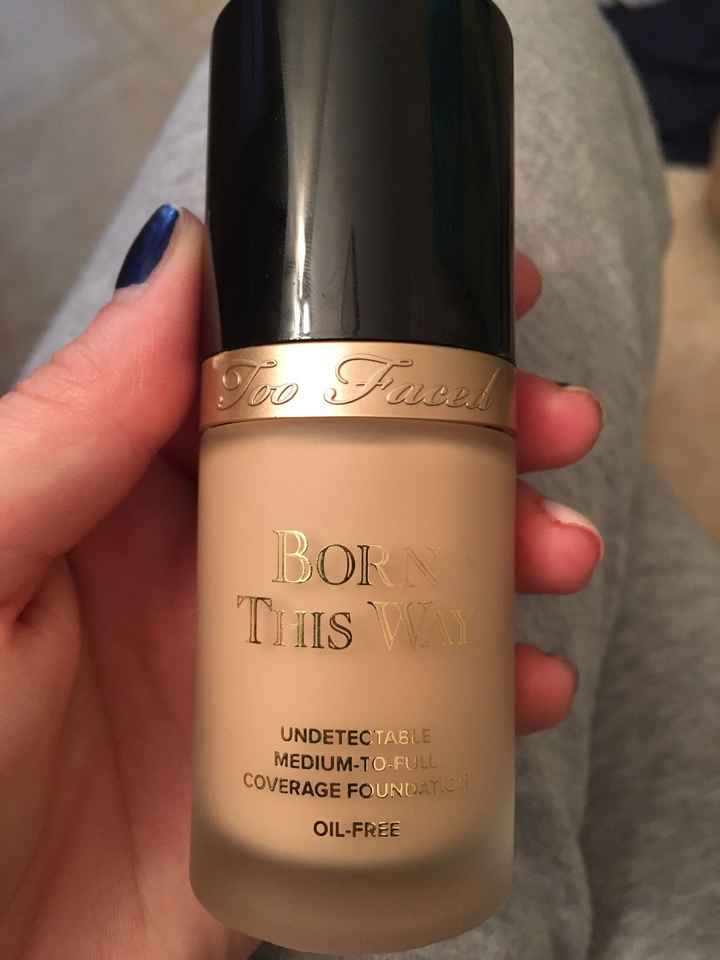 Too Faced
BORN
THIS WAY
UNDETECTABLE
MEDIUM-TO-FULL
COVERAGE FOUNDATION
OIL-FREE